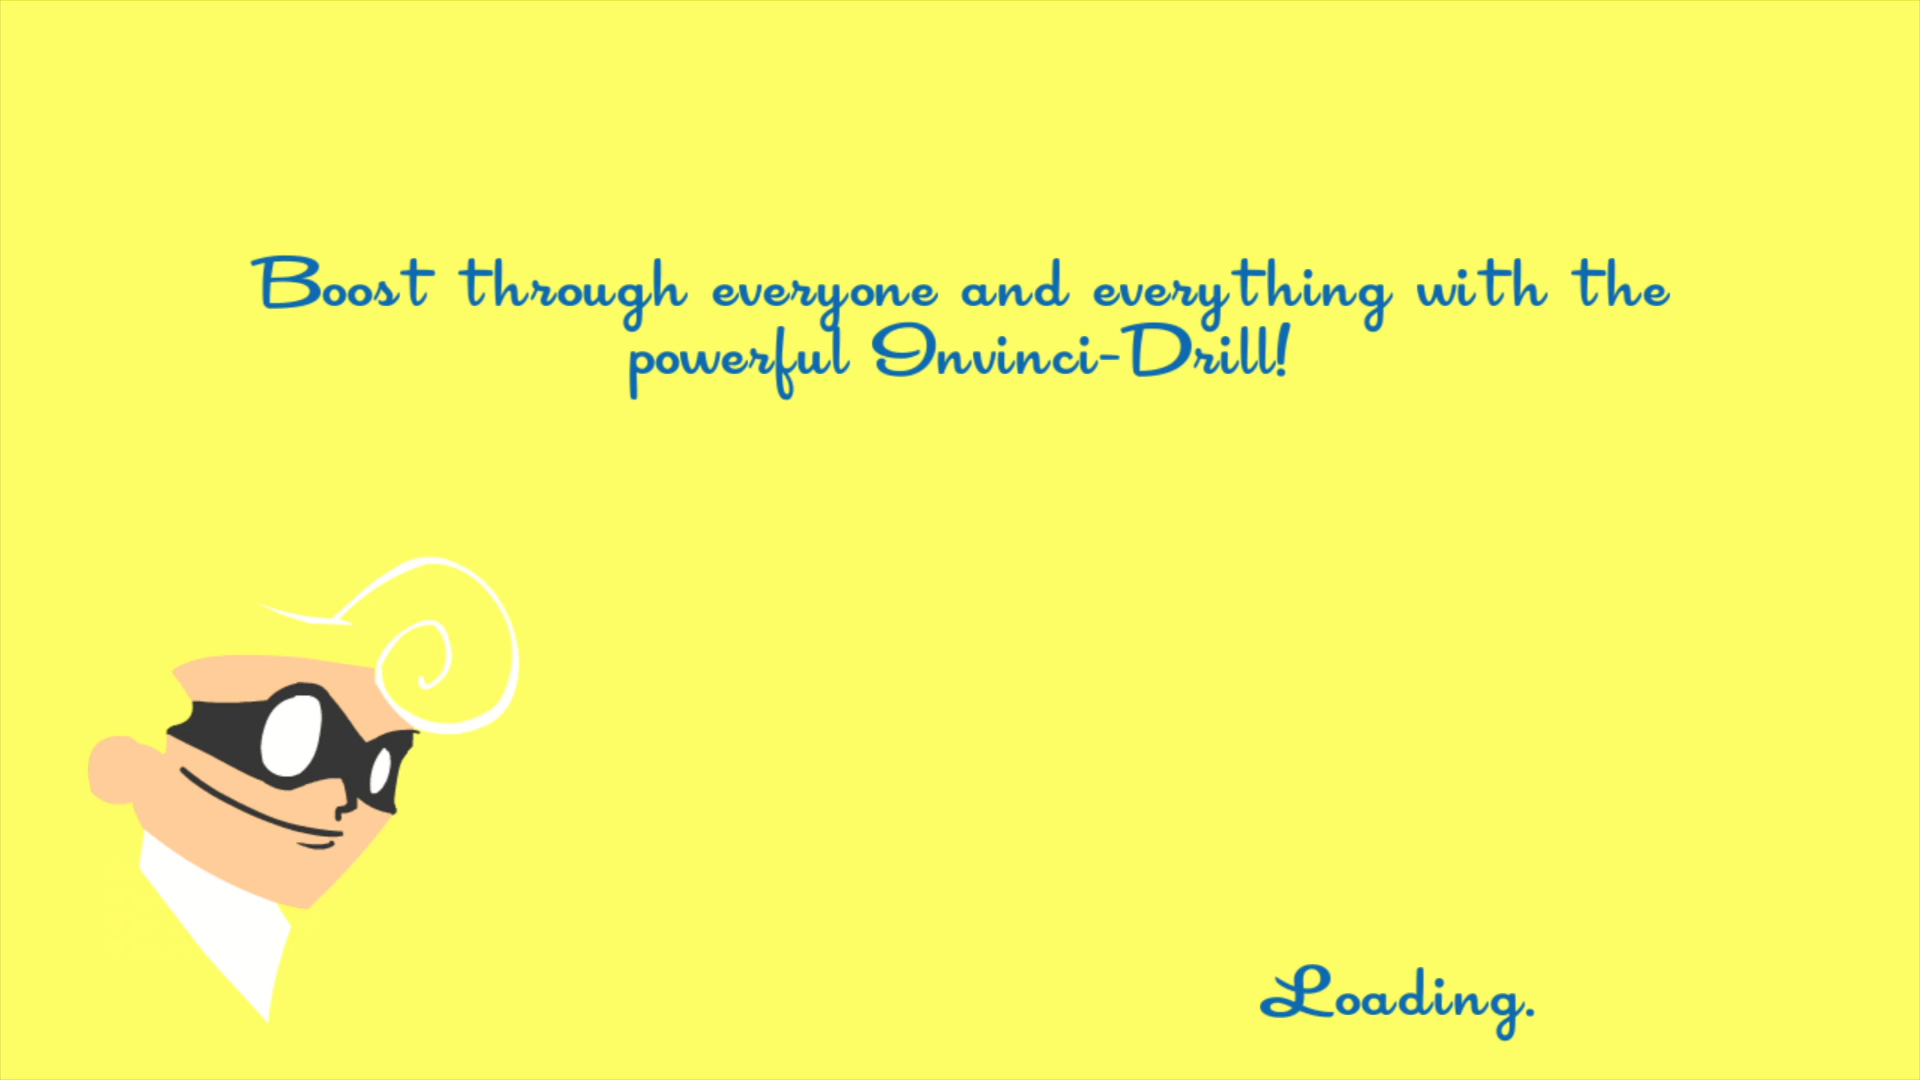 Boost through everyone and everything with the
powerful Invinci-Drill!
Loading.